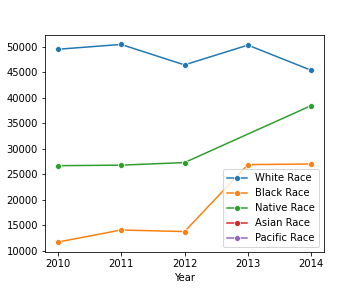 50000
45000
40000
35000
30000
25000
20000
15000
10000
2010 2011 2012 2013 2014
Year
White Race
Black Race
Native Race
Asian Race
Pacific Race